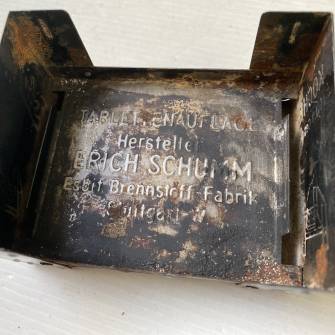 TABLETTENAUFLAGE
Hersteller
ERICH SCHUMM
Esbit Brennstoff-Fabrik
Stuttgart-W